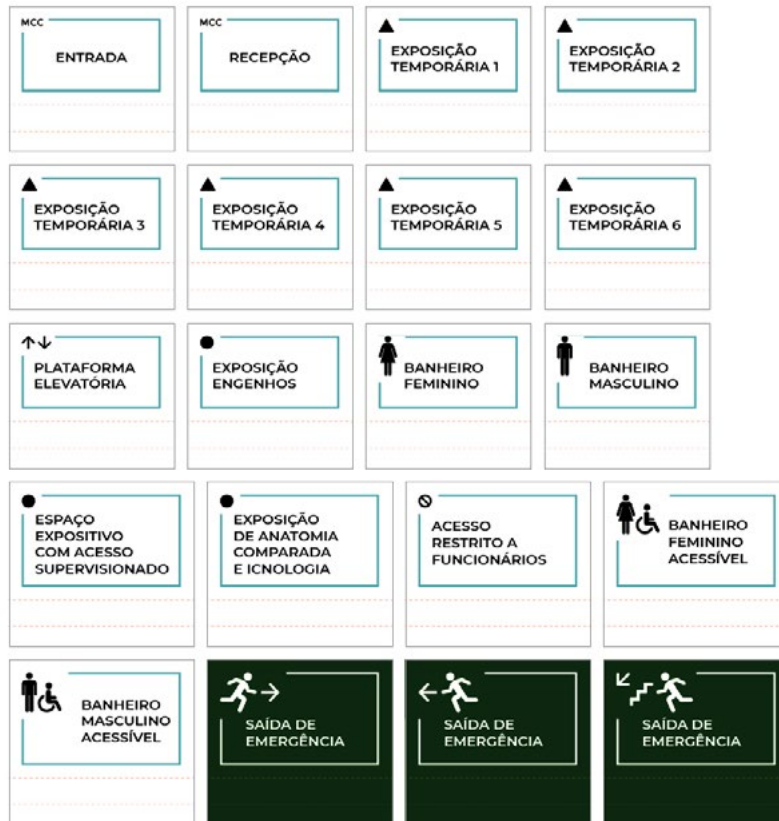 MCC
ENTRADA
MCC
RECEPÇÃO
EXPOSIÇÃO
TEMPORÁRIA 1
EXPOSIÇÃO
TEMPORÁRIA 2
EXPOSIÇÃO
TEMPORÁRIA 3
EXPOSIÇÃO
TEMPORÁRIA 4
EXPOSIÇÃO
TEMPORÁRIA 5
EXPOSIÇÃO
TEMPORÁRIA 6
PLATAFORMA
ELEVATÓRIA
EXPOSIÇÃO
ENGENHOS
BANHEIRO
FEMININO
BANHEIRO
MASCULINO
ESPAÇO
EXPOSITIVO
COM ACESSO
SUPERVISIONADO
EXPOSIÇÃO
DE ANATOMIA
COMPARADA
E ICNOLOGIA
ACESSO
RESTRITO A
FUNCIONÁRIOS
BANHEIRO
FEMININO
ACESSÍVEL
BANHEIRO
MASCULINO
ACESSÍVEL
SAÍDA DE
EMERGÊNCIA
SAÍDA DE
EMERGÊNCIA
SAÍDA DE
EMERGÊNCIA